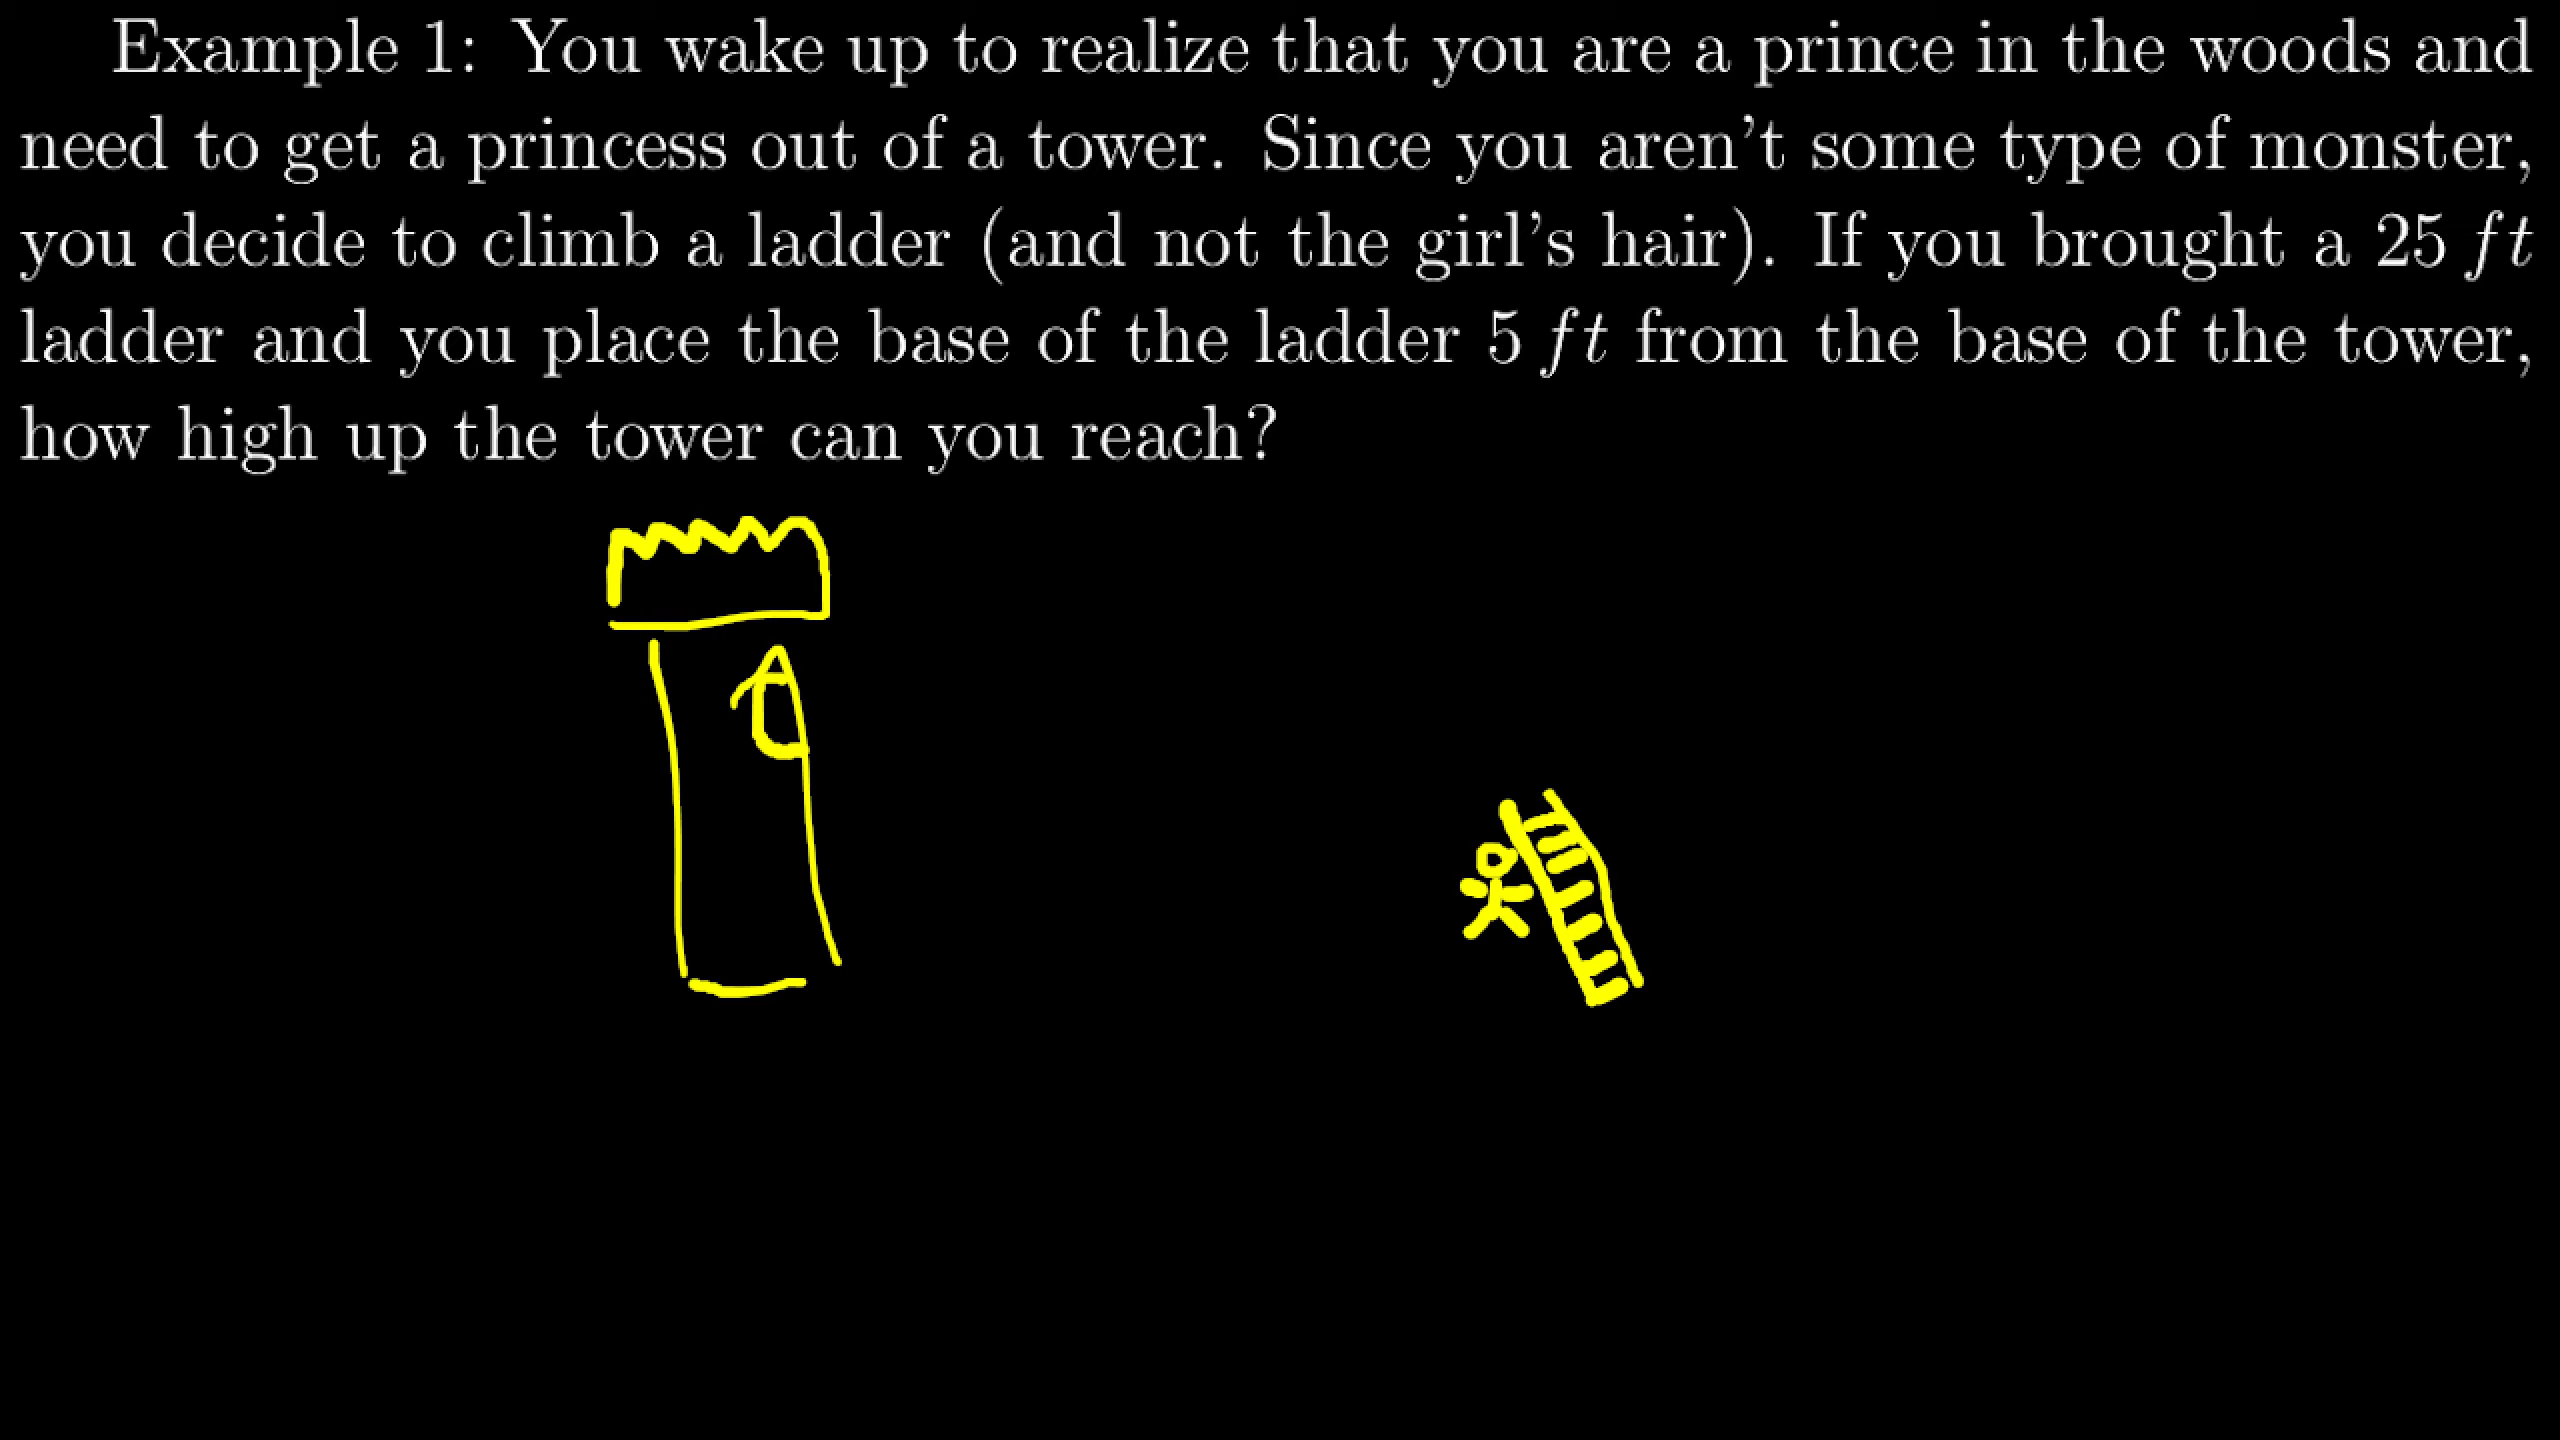 Example 1: You wake up to realize that you are a prince in the woods and
need to get a princess out of a tower. Since you aren't some type of monster,
you decide to climb a ladder (and not the girl's hair). If you brought a 25 ft
ladder and you place the base of the ladder 5 ft from the base of the tower,
how high up the tower can you reach?